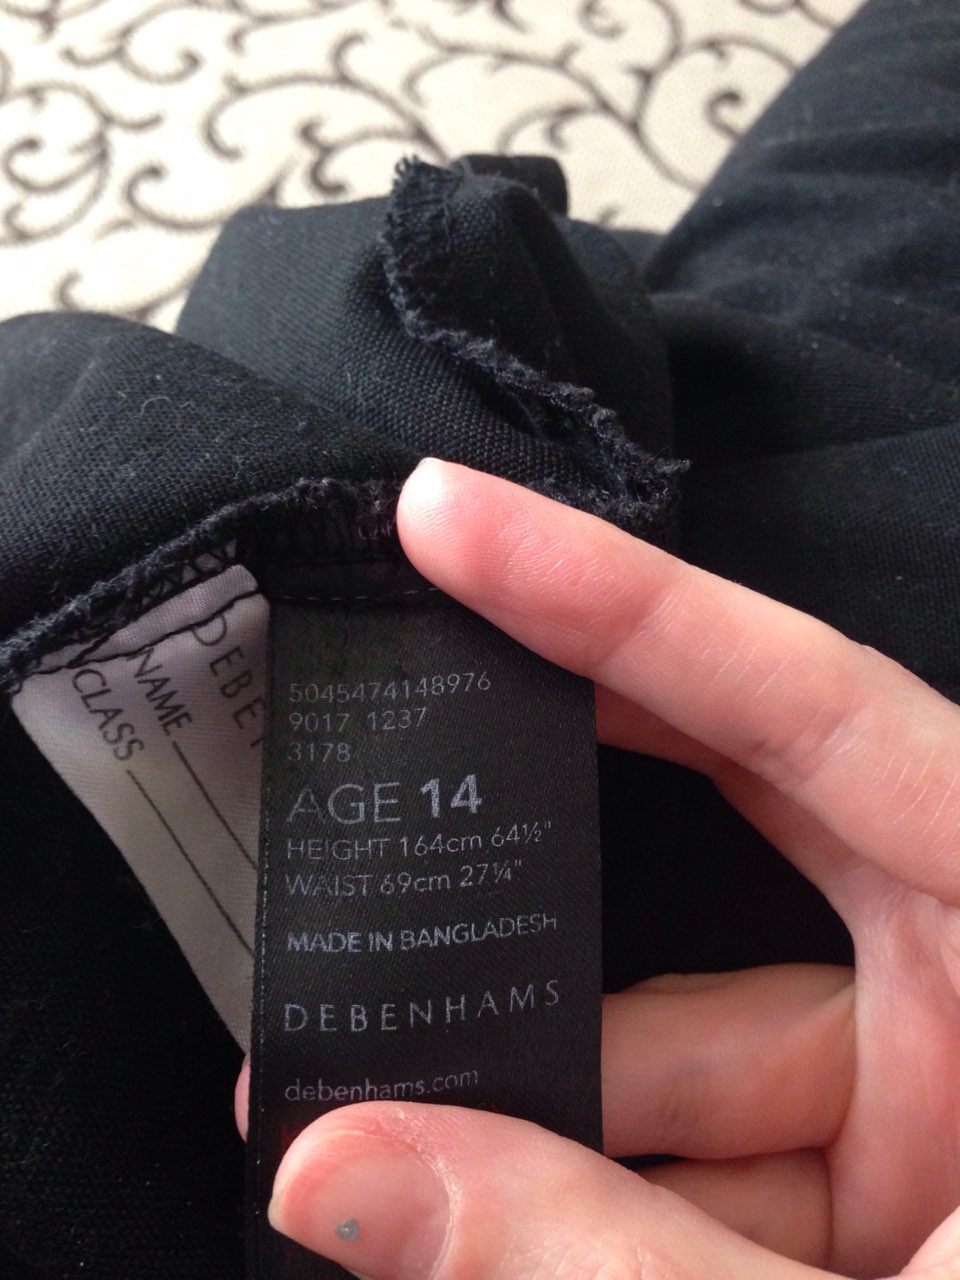 DEBE
NAME
CLASS
5045474148976
9017 1237
3178
AGE 14
HEIGHT 164cm 64½"
WAIST 69cm 27¼"
MADE IN BANGLADESH
DEBENHAMS
debenhams.com